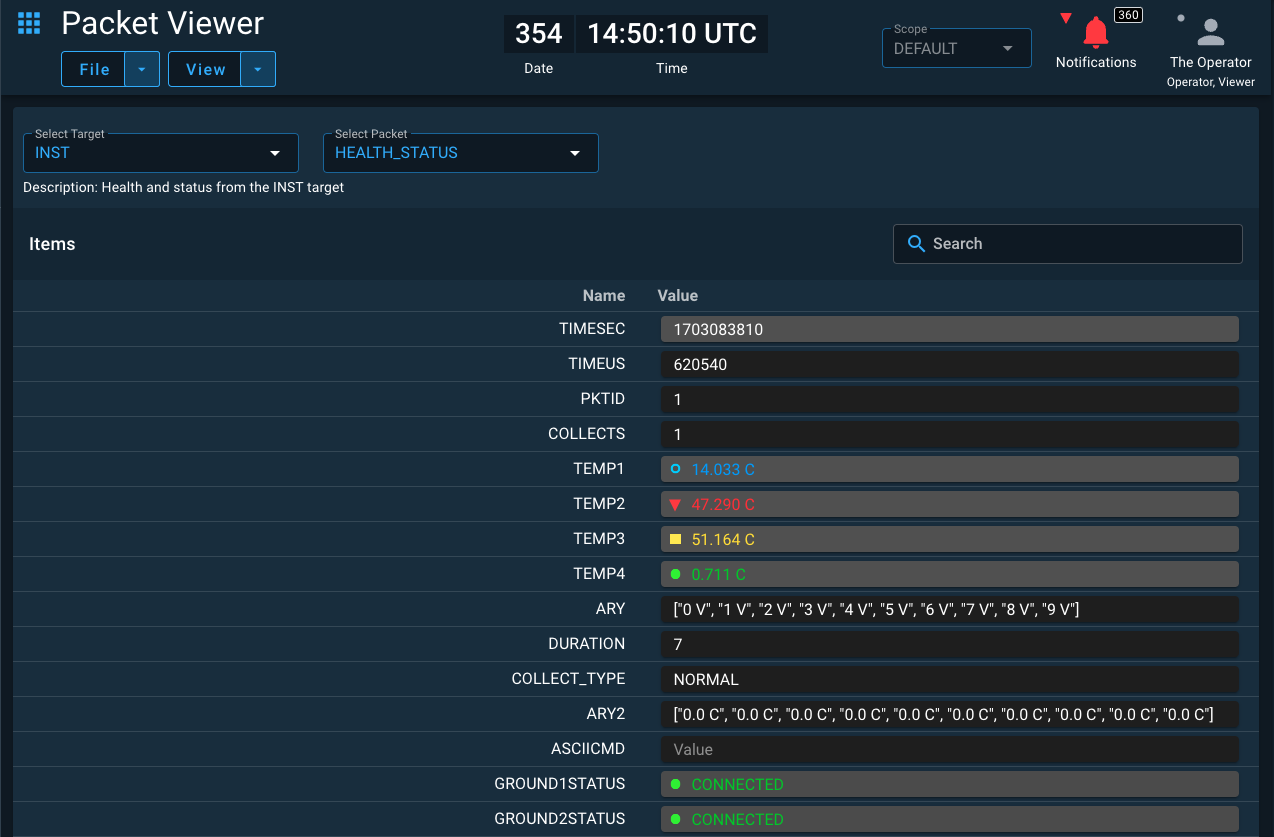 Packet Viewer
File
View
354 14:50:10 UTC
Date Time
Scope
DEFAULT
360
Notifications
The Operator
Operator, Viewer
Select Target
INST
Select Packet
HEALTH_STATUS
Description: Health and status from the INST target
Items
Search
Name Value
TIMESEC 1703083810
TIMEUS 620540
PKTID 1
COLLECTS 1
TEMP1 14.033 C
TEMP2 47.290 C
TEMP3 51.164 C
TEMP4 0.711 C
ARY ["0 V", "1 V", "2 V", "3 V", "4 V", "5 V", "6 V", "7 V", "8 V", "9 V"]
DURATION 7
COLLECT_TYPE NORMAL
ARY2 ["0.0 C", "0.0 C", "0.0 C", "0.0 C", "0.0 C", "0.0 C", "0.0 C", "0.0 C", "0.0 C", "0.0 C"]
ASCIICMD Value
GROUND1STATUS CONNECTED
GROUND2STATUS CONNECTED